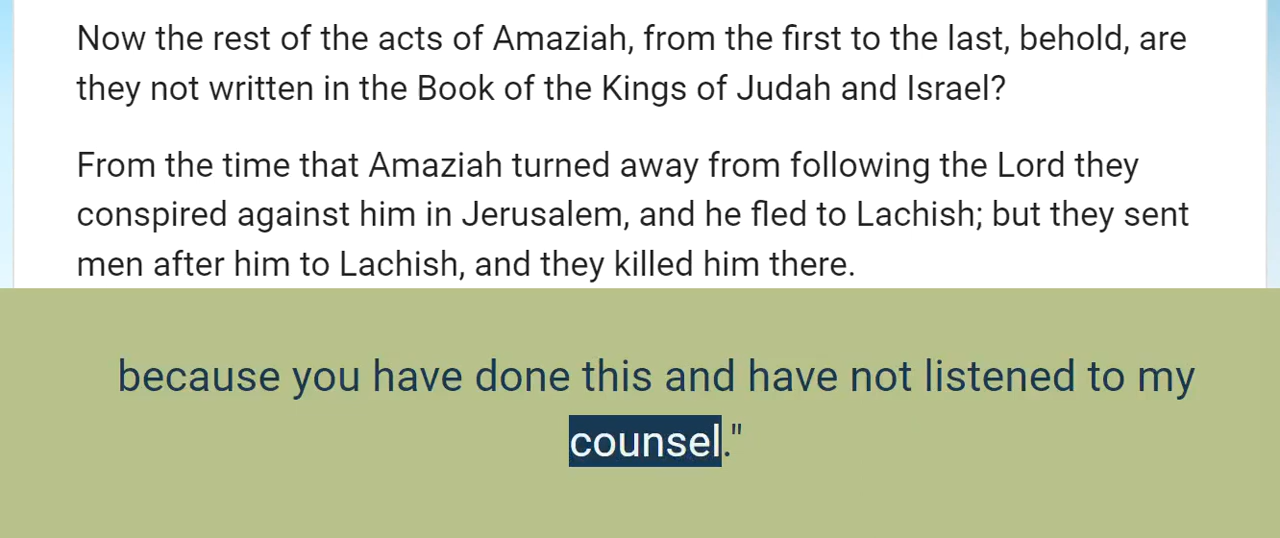 Now the rest of the acts of Amaziah, from the first to the last, behold, are
they not written in the Book of the Kings of Judah and Israel?
From the time that Amaziah turned away from following the Lord they
conspired against him in Jerusalem, and he fled to Lachish; but they sent
men after him to Lachish, and they killed him there.
because you have done this and have not listened to my
counsel."